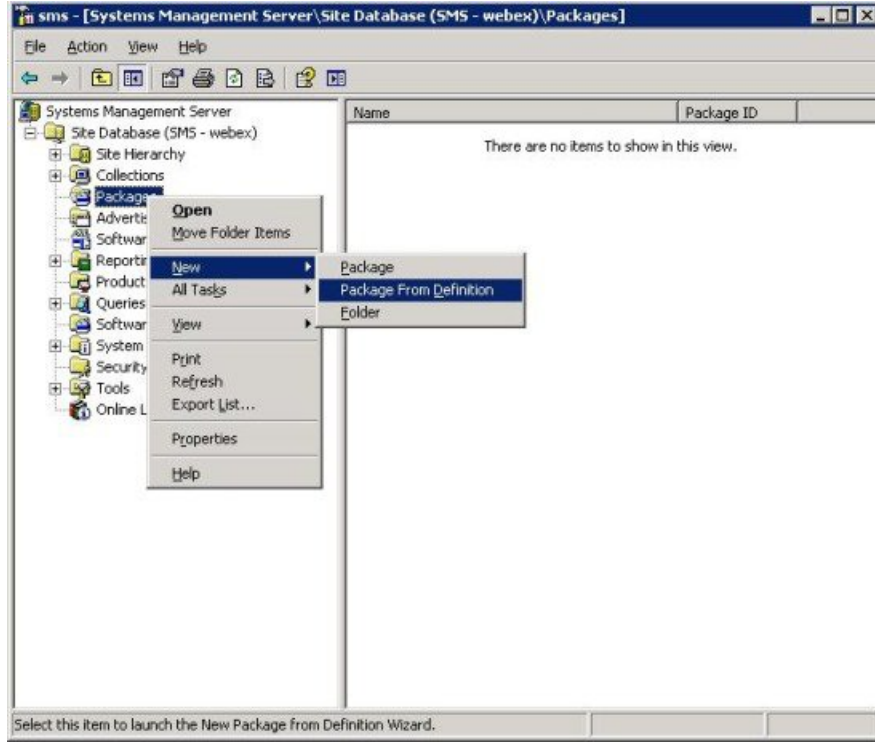 sms - [Systems Management Server\Site Database (SMS - webex)\Packages]
File Action View Help
Name Package ID
Systems Management Server
There are no items to show in this view.
Site Database (SMS - webex)
Site Hierarchy
Collections
Packages
Open
Move Folder Items
New
All Tasks
View
Print
Refresh
Export List...
Properties
Help
Package
Package From Definition
Folder
Softwar
Reportin
Product
Queries
Softwar
System
Security
Tools
Online L
Select this item to launch the New Package from Definition Wizard.